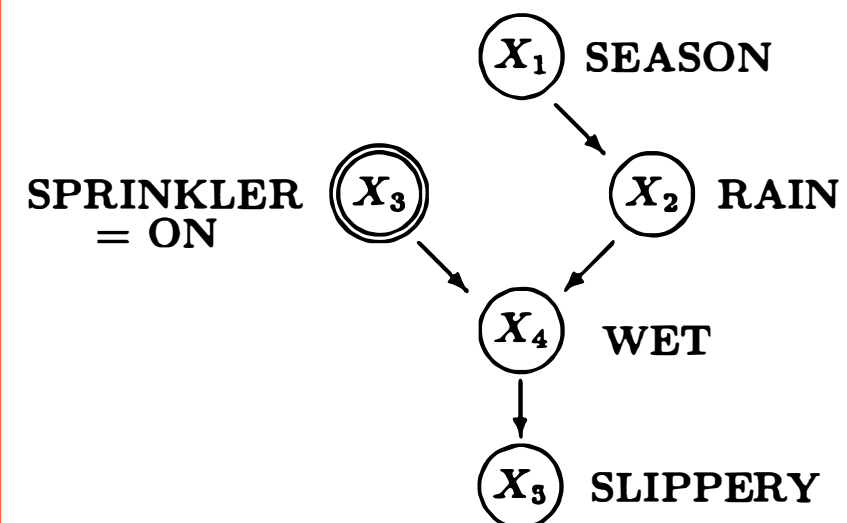 X₁ SEASON
SPRINKLER
= ON
X₃
X₂ RAIN
X₄ WET
X₅ SLIPPERY